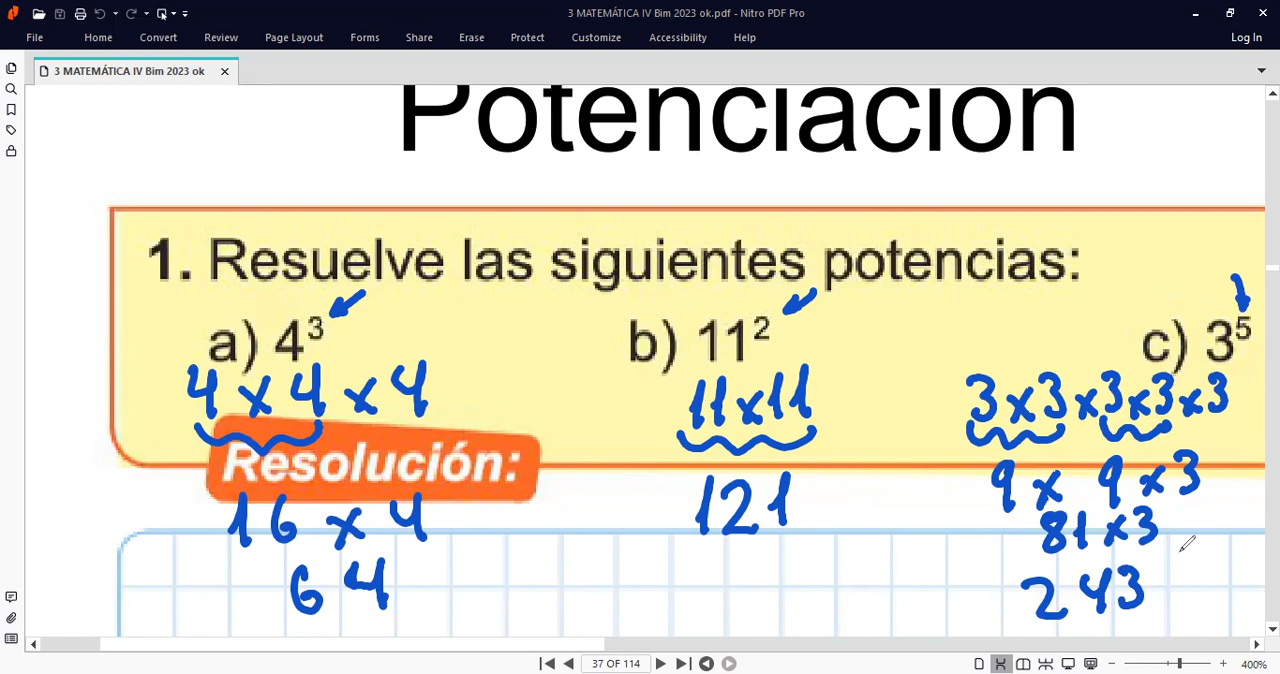 3 MATEMÁTICA IV Bim 2023 ok.pdf - Nitro PDF Pro
File Home Convert Review Page Layout Forms Share Erase Protect Customize Accessibility Help Log In
3 MATEMÁTICA IV Bim 2023 ok
Potenciación
1. Resuelve las siguientes potencias:
a) 4³ b) 11² c) 3⁵
4 x 4 x 4 11 x 11 3 x 3 x 3 x 3 x 3
Resolución:
16 x 4 121 9 x 9 x 3
81 x 3
64 243
37 OF 114 400%